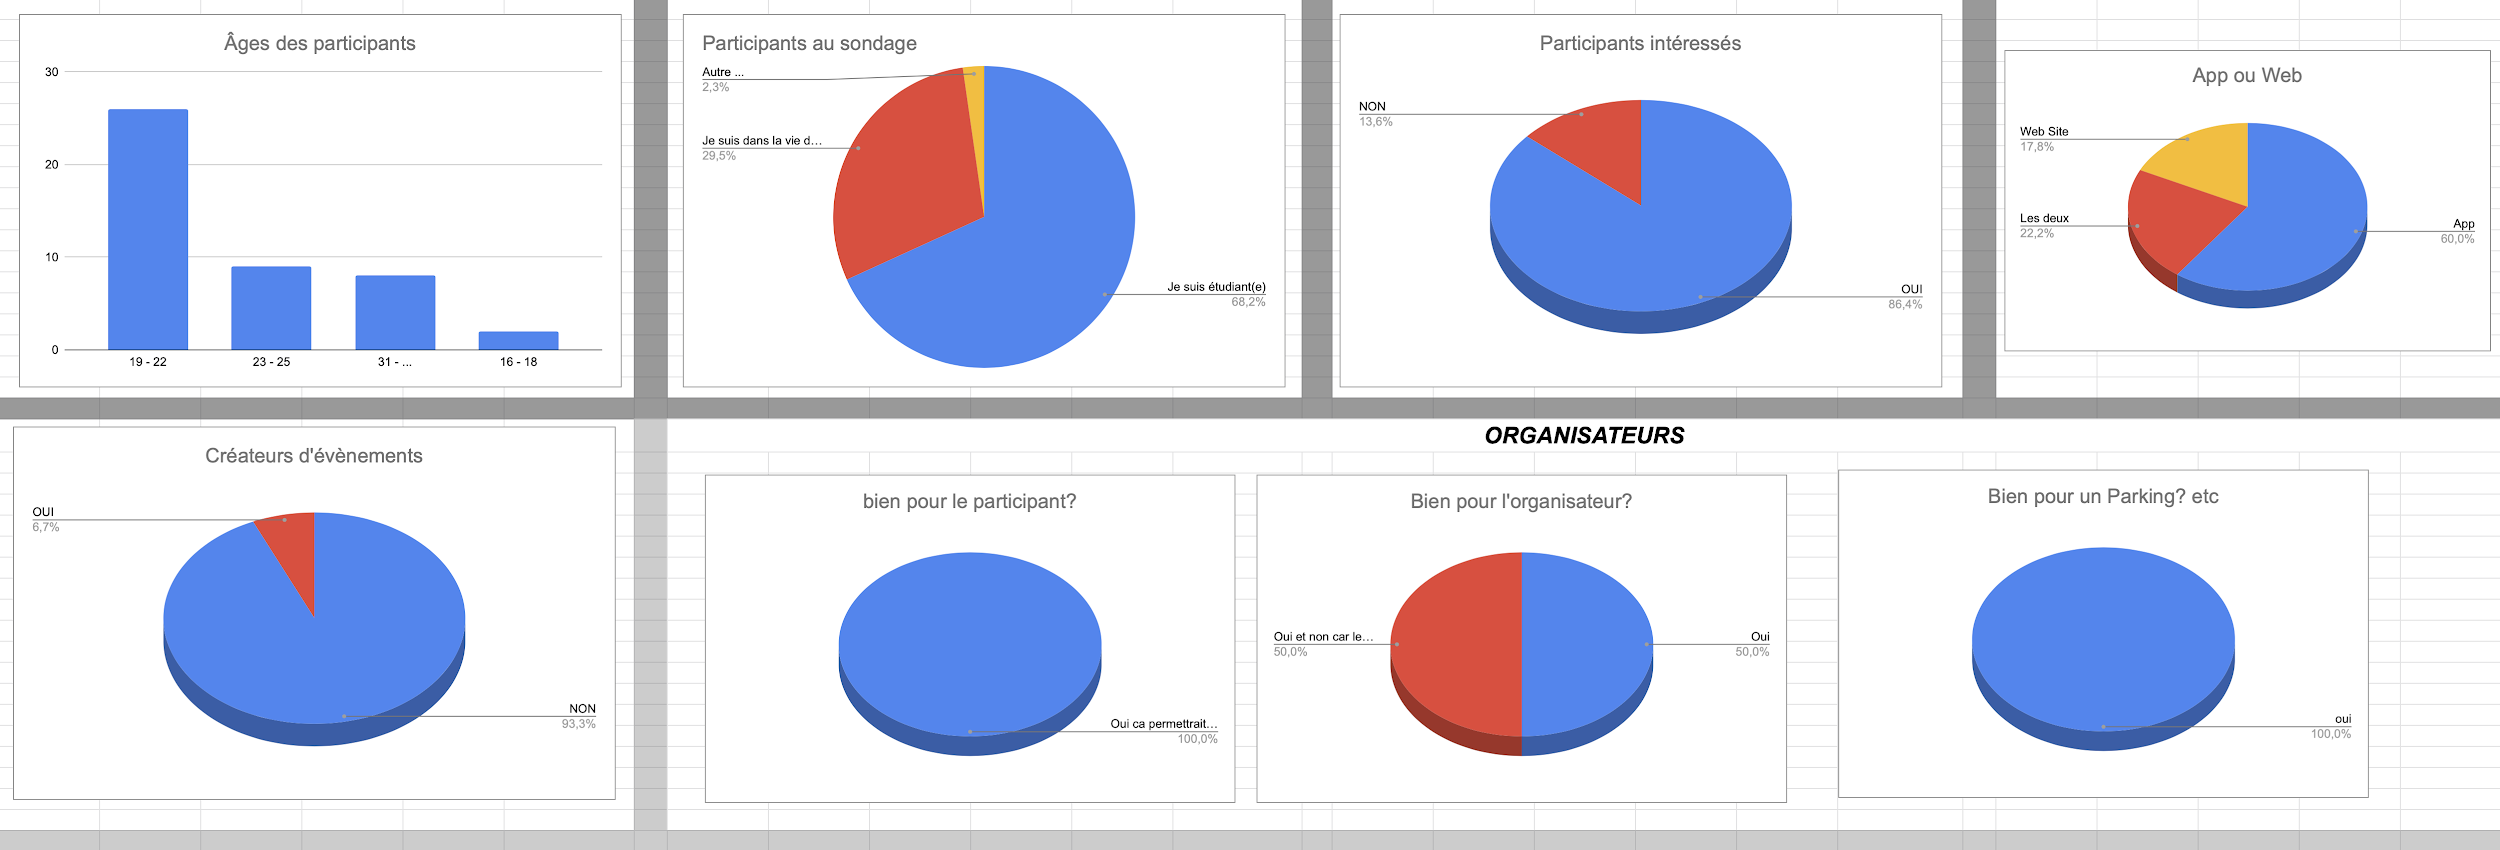 Âges des participants
30
20
10
0
19 - 22
23 - 25
31 - ...
16 - 18
Participants au sondage
Autre ...
2,3%
Je suis dans la vie d...
29,5%
Je suis étudiant(e)
68,2%
Participants intéressés
NON
13,6%
OUI
86,4%
App ou Web
Web Site
17,8%
Les deux
22,2%
App
60,0%
Créateurs d'évènements
OUI
6,7%
NON
93,3%
ORGANISATEURS
bien pour le participant?
Oui ca permettrait...
100,0%
Bien pour l'organisateur?
Oui et non car le...
50,0%
Oui
50,0%
Bien pour un Parking? etc
oui
100,0%